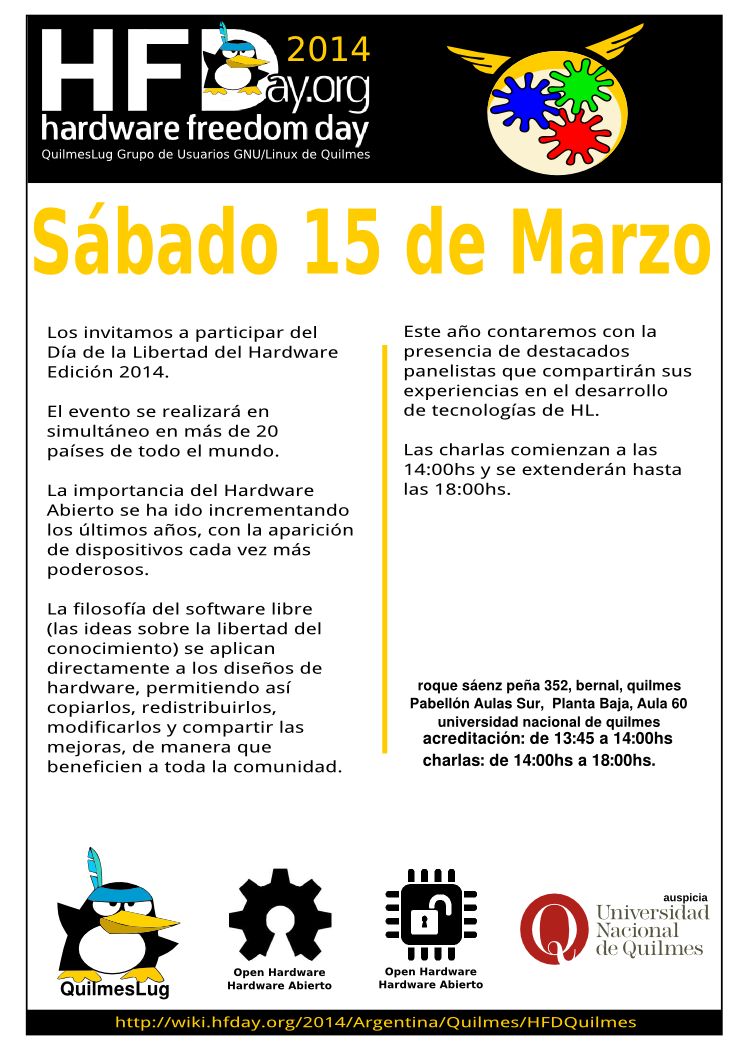 HFDay.org 2014
hardware freedom day
QuilmesLug Grupo de Usuarios GNU/Linux de Quilmes
Sábado 15 de Marzo
Los invitamos a participar del
Día de la Libertad del Hardware
Edición 2014.
El evento se realizará en
simultáneo en más de 20
países de todo el mundo.
La importancia del Hardware
Abierto se ha ido incrementando
los últimos años, con la aparición
de dispositivos cada vez más
poderosos.
La filosofía del software libre
(las ideas sobre la libertad del
conocimiento) se aplican
directamente a los diseños de
hardware, permitiendo así
copiarlos, redistribuirlos,
modificarlos y compartir las
mejoras, de manera que
beneficien a toda la comunidad.
Este año contaremos con la
presencia de destacados
panelistas que compartirán sus
experiencias en el desarrollo
de tecnologías de HL.
Las charlas comienzan a las
14:00hs y se extenderán hasta
las 18:00hs.
roque sáenz peña 352, bernal, quilmes
Pabellón Aulas Sur, Planta Baja, Aula 60
universidad nacional de quilmes
acreditación: de 13:45 a 14:00hs
charlas: de 14:00hs a 18:00hs.
QuilmesLug
Open Hardware
Hardware Abierto
Open Hardware
Hardware Abierto
auspicia
Q
Universidad
Nacional
de Quilmes
http://wiki.hfday.org/2014/Argentina/Quilmes/HFDQuilmes